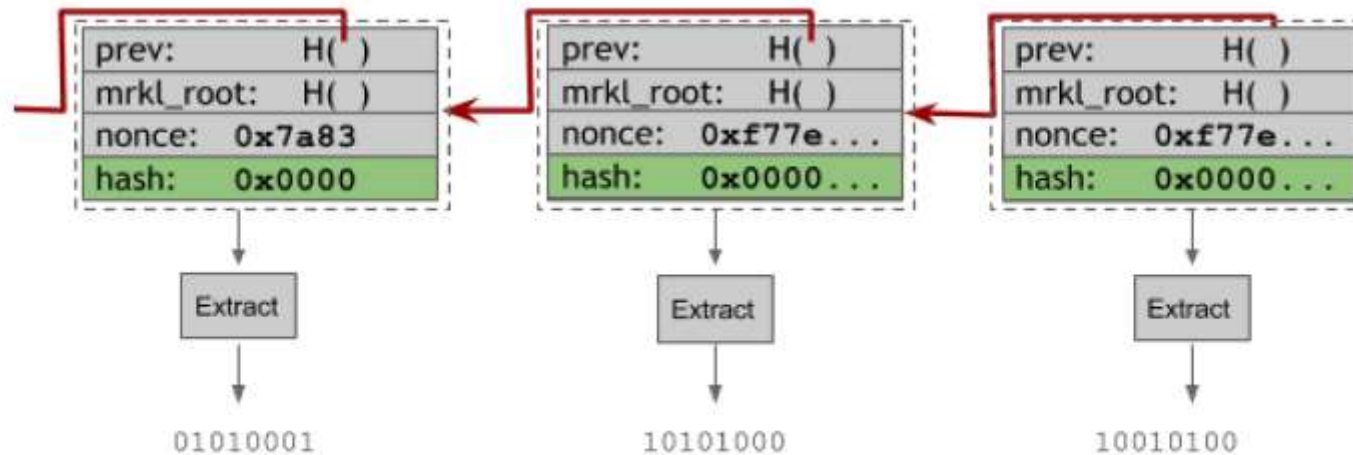 prev: H( )
mrkl_root: H( )
nonce: 0x7a83
hash: 0x0000
Extract
01010001
prev: H( )
mrkl_root: H( )
nonce: 0xf77e...
hash: 0x0000...
Extract
10101000
prev: H( )
mrkl_root: H( )
nonce: 0xf77e...
hash: 0x0000...
Extract
10010100